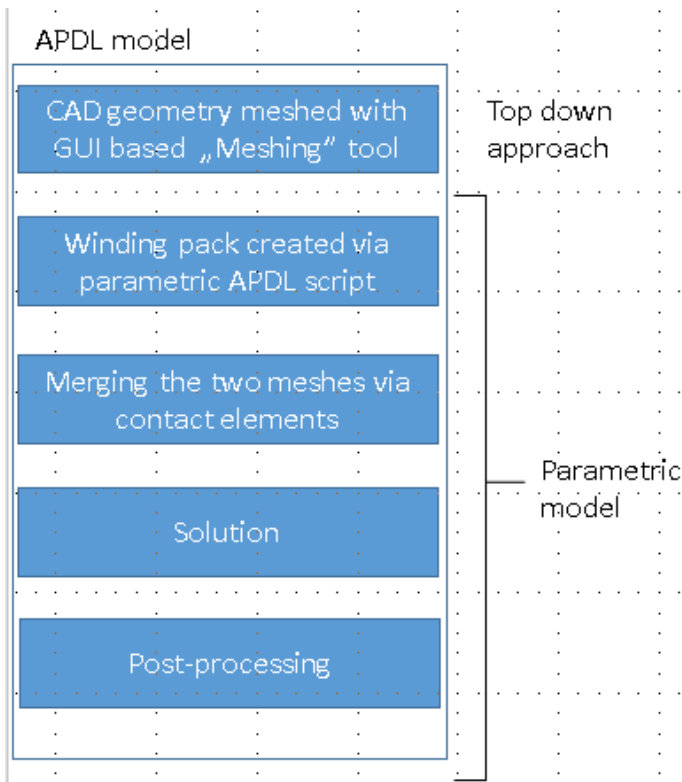 APDL model
CAD geometry meshed with
GUI based „Meshing” tool
Top down
approach
Winding pack created via
parametric APDL script
Merging the two meshes via
contact elements
Parametric
model
Solution
Post-processing